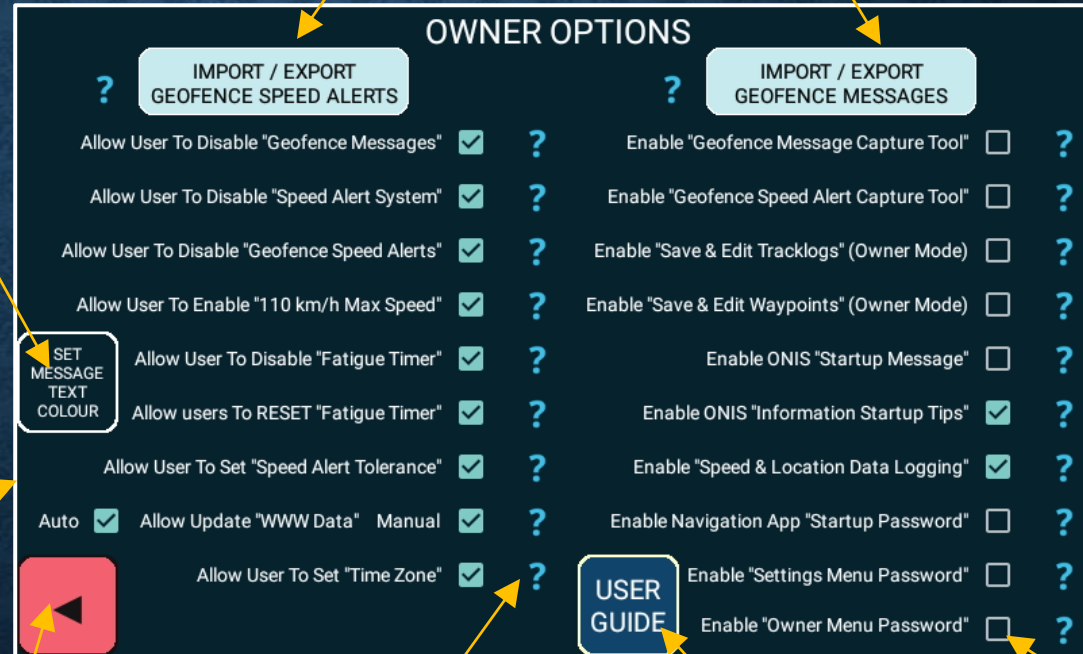 OWNER OPTIONS
?
IMPORT / EXPORT
GEOFENCE SPEED ALERTS
?
IMPORT / EXPORT
GEOFENCE MESSAGES
Allow User To Disable "Geofence Messages" ?
Allow User To Disable "Speed Alert System" ?
Allow User To Disable "Geofence Speed Alerts" ?
Allow User To Enable "110 km/h Max Speed" ?
SET
MESSAGE
TEXT
COLOUR
Allow User To Disable "Fatigue Timer" ?
Allow users To RESET "Fatigue Timer" ?
Allow User To Set "Speed Alert Tolerance" ?
Auto Allow Update "WWW Data" Manual ?
Allow User To Set "Time Zone" ?
Enable "Geofence Message Capture Tool" ?
Enable "Geofence Speed Alert Capture Tool" ?
Enable "Save & Edit Tracklogs" (Owner Mode) ?
Enable "Save & Edit Waypoints" (Owner Mode) ?
Enable ONIS "Startup Message" ?
Enable ONIS "Information Startup Tips" ?
Enable "Speed & Location Data Logging" ?
Enable Navigation App "Startup Password" ?
USER
GUIDE
Enable "Settings Menu Password" ?
Enable "Owner Menu Password" ?